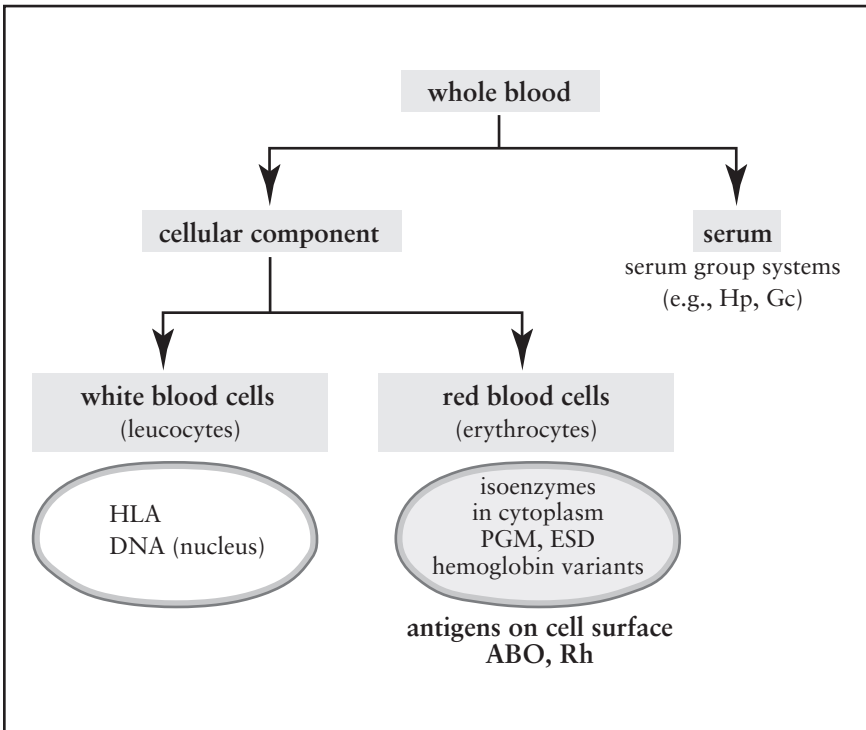 whole blood
cellular component
serum
serum group systems
(e.g., Hp, Gc)
white blood cells
(leucocytes)
red blood cells
(erythrocytes)
HLA
DNA (nucleus)
isoenzymes
in cytoplasm
PGM, ESD
hemoglobin variants
antigens on cell surface
ABO, Rh